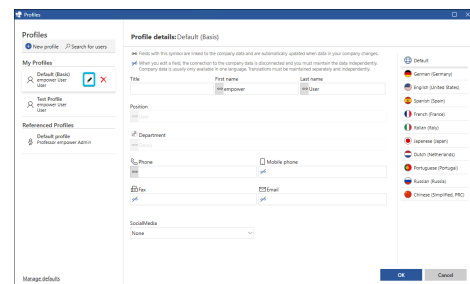 Profiles
Profiles
New profile
Search for users
My Profiles
Default (Basis)
empower User
User
Test Profile
empower User
User
Referenced Profiles
Default profile
Professor empower Admin
Manage defaults
Profile details: Default (Basis)
Fields with this symbol are linked to the company data and are automatically updated when data in your company changes.
When you edit a field, the connection to the company data is disconnected and you must maintain the data independently.
Company data is usually only available in one language. Translations must be maintained separately and independently.
Title
First name
Last name
empower
User
Position
Department
Phone
Mobile phone
Fax
Email
SocialMedia
None
Default
German (Germany)
English (United States)
Spanish (Spain)
French (France)
Italian (Italy)
Japanese (Japan)
Dutch (Netherlands)
Portuguese (Portugal)
Russian (Russia)
Chinese (Simplified, PRC)
OK
Cancel